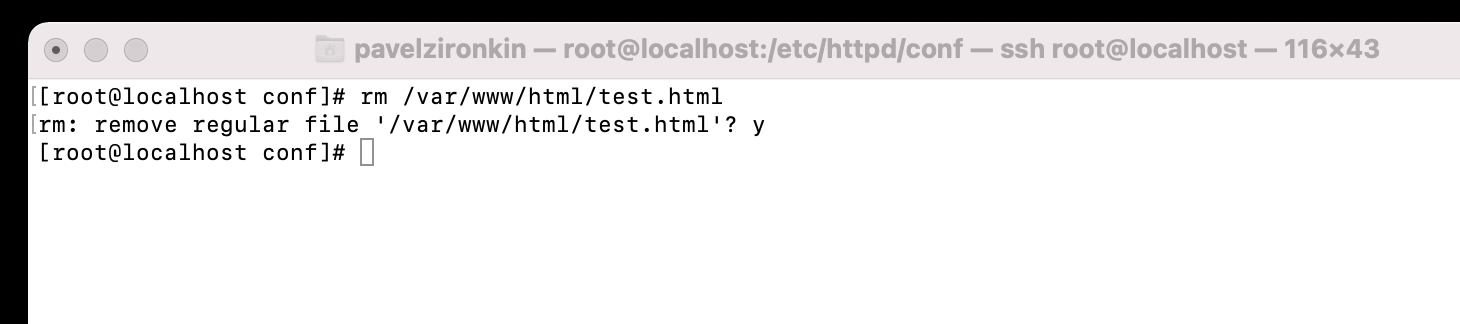 pavelzironkin — root@localhost:/etc/httpd/conf — ssh root@localhost — 116×43
[[root@localhost conf]# rm /var/www/html/test.html
[rm: remove regular file '/var/www/html/test.html'? y
[root@localhost conf]#